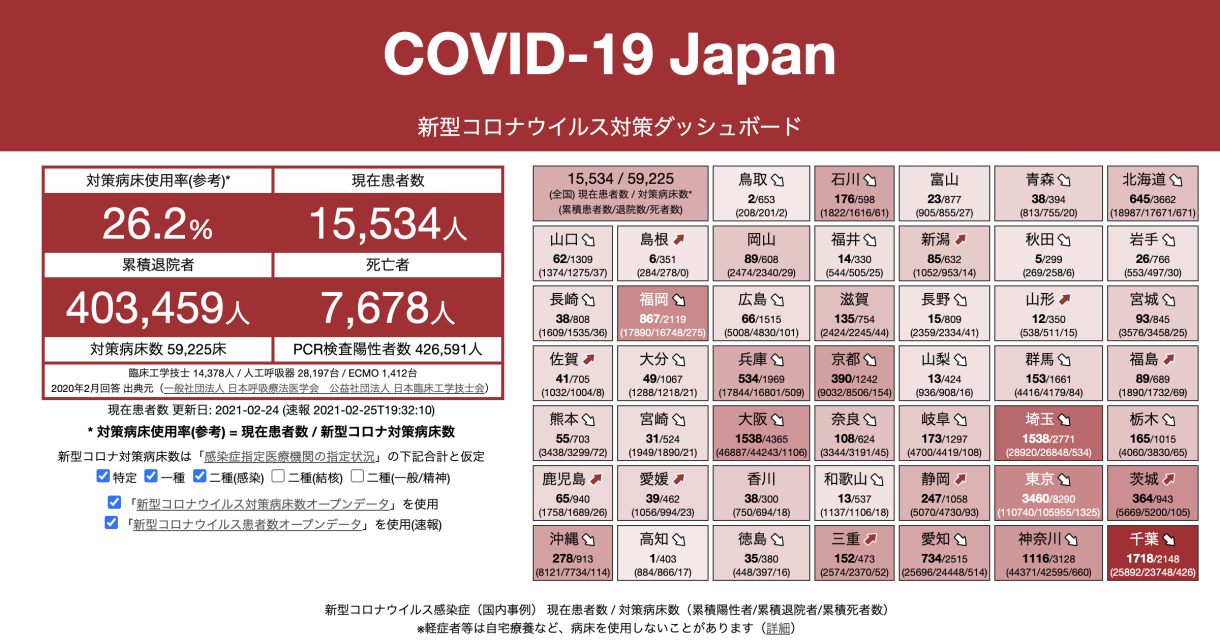 COVID-19 Japan
新型コロナウイルス対策ダッシュボード
対策病床使用率(参考)*
現在患者数
26.2%
15,534人
累積退院者
死亡者
403,459人
7,678人
対策病床数 59,225床
PCR検査陽性者数 426,591人
臨床工学技士 14,378人 / 人工呼吸器 28,197台 / ECMO 1,412台
2020年2月回答 出典元（一般社団法人 日本呼吸療法医学会　公益社団法人 日本臨床工学技士会）
現在患者数 更新日: 2021-02-24 (速報 2021-02-25T19:32:10)
* 対策病床使用率(参考) = 現在患者数 / 新型コロナ対策病床数
新型コロナ対策病床数は「感染症指定医療機関の指定状況」の下記合計と仮定
特定 一種 二種(感染) 二種(結核) 二種(一般/精神)
「新型コロナウイルス対策病床数オープンデータ」を使用
「新型コロナウイルス患者数オープンデータ」を使用(速報)
15,534 / 59,225
(全国) 現在患者数 / 対策病床数*
(累積患者数/退院数/死者数)
鳥取
2/653
(208/201/2)
石川
176/598
(1822/1616/61)
富山
23/877
(905/855/27)
青森
38/394
(813/755/20)
北海道
645/3662
(18987/17671/671)
山口
62/1309
(1374/1275/37)
島根
6/351
(284/278/0)
岡山
89/608
(2474/2340/29)
福井
14/330
(544/505/25)
新潟
85/632
(1052/953/14)
秋田
5/299
(269/258/6)
岩手
26/766
(553/497/30)
長崎
38/808
(1609/1535/36)
福岡
867/2119
(17890/16748/275)
広島
66/1515
(5008/4830/101)
滋賀
135/754
(2424/2245/44)
長野
15/809
(2359/2334/41)
山形
12/350
(538/511/15)
宮城
93/845
(3576/3458/25)
佐賀
41/705
(1032/1004/8)
大分
49/1067
(1288/1218/21)
兵庫
534/1969
(17844/16801/509)
京都
390/1242
(9032/8506/154)
山梨
13/424
(936/908/16)
群馬
153/1661
(4416/4179/84)
福島
89/689
(1890/1732/69)
熊本
55/703
(3438/3299/72)
宮崎
31/524
(1949/1890/21)
大阪
1538/4365
(46887/44243/1106)
奈良
108/624
(3344/3191/45)
岐阜
173/1297
(4700/4419/108)
埼玉
1538/2771
(28920/26848/534)
栃木
165/1015
(4060/3830/65)
鹿児島
65/940
(1758/1689/26)
愛媛
39/462
(1056/994/23)
香川
38/300
(750/694/18)
和歌山
13/537
(1137/1106/18)
静岡
247/1058
(5070/4730/93)
東京
3460/8290
(110740/105955/1325)
茨城
364/943
(5669/5200/105)
沖縄
278/913
(8121/7734/114)
高知
1/403
(884/866/17)
徳島
35/380
(448/397/16)
三重
152/473
(2574/2370/52)
愛知
734/2515
(25696/24448/514)
神奈川
1116/3128
(44371/42595/660)
千葉
1718/2148
(25892/23748/426)
新型コロナウイルス感染症（国内事例） 現在患者数 / 対策病床数（累積陽性者/累積退院者/累積死者数）
※軽症者等は自宅療養など、病床を使用しないことがあります（詳細）